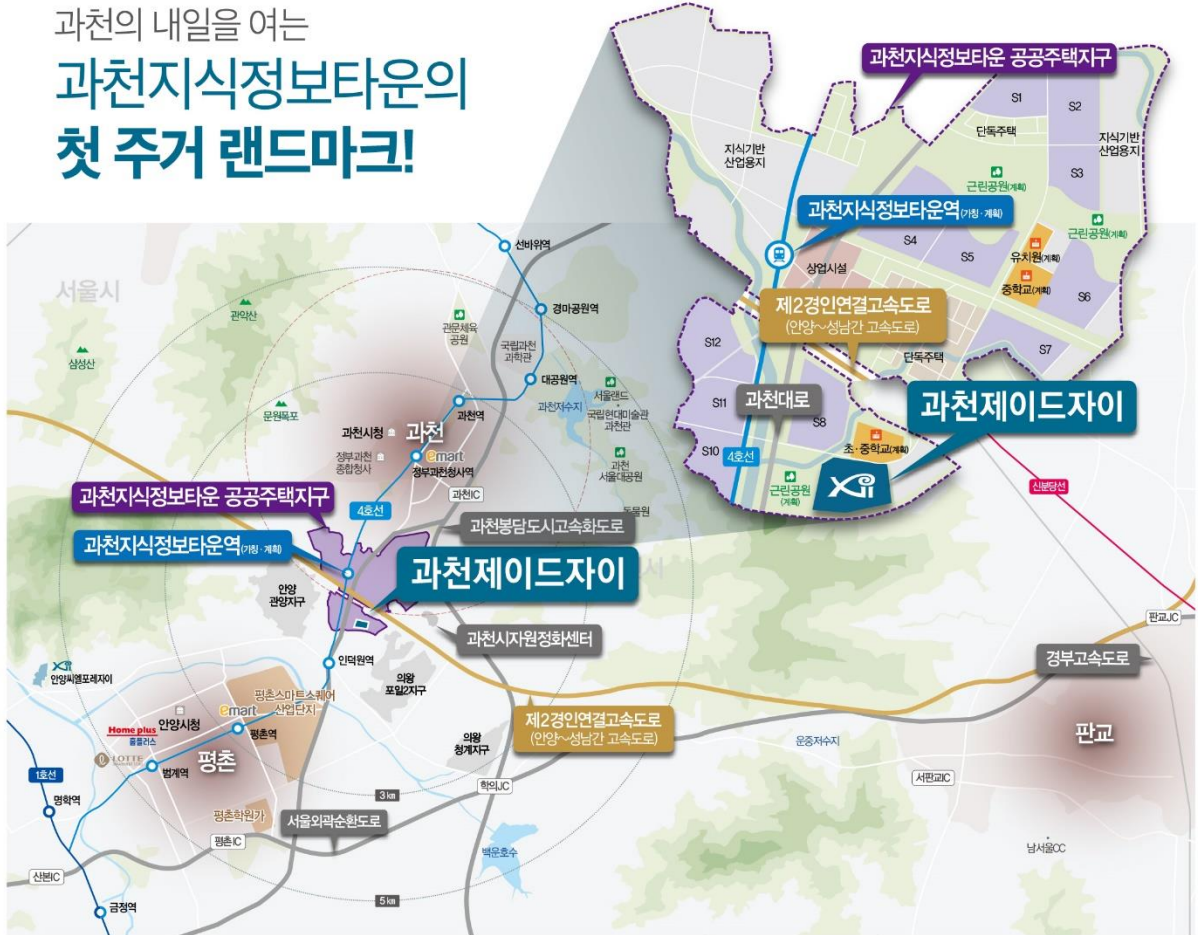 과천의 내일을 여는
과천지식정보타운의
첫 주거 랜드마크!
과천지식정보타운 공공주택지구
S1
S2
단독주택
지식기반
산업용지
지식기반
산업용지
S3
근린공원(계획)
과천지식정보타운역(가칭·계획)
근린공원(계획)
S4
S5
유치원(계획)
상업시설
중학교(계획)
S6
제2경인연결고속도로
(안양~성남간 고속도로)
S12
S7
단독주택
S11
과천대로
과천제이드자이
S8
S10
4호선
초·중학교(계획)
근린공원
(계획)
Xi
신분당선
선바위역
서울시
관악산
경마공원역
관문체육
공원
국립과천
과학관
삼성산
대공원역
서울랜드
국립현대미술관
과천관
과천저수지
문원폭포
과천역
과천시청
과천
정부과천
종합청사
emart
정부과천청사역
과천
서울대공원
과천IC
동물원
과천지식정보타운 공공주택지구
4호선
과천봉담도시고속화도로
과천지식정보타운역(가칭·계획)
과천제이드자이
시
안양
관양지구
과천시자원정화센터
판교JC
인덕원역
경부고속도로
Xi
안양씨엘포레자이
의왕
포일2지구
평촌스마트스퀘어
산업단지
emart
안양시청
Home plus
홈플러스
평촌역
제2경인연결고속도로
(안양~성남간 고속도로)
의왕
청계지구
판교
운중저수지
LOTTE
평촌
범계역
1호선
서판교IC
학의JC
3km
명학역
평촌학원가
서울외곽순환도로
평촌IC
백운호수
남서울CC
산본IC
5km
금정역